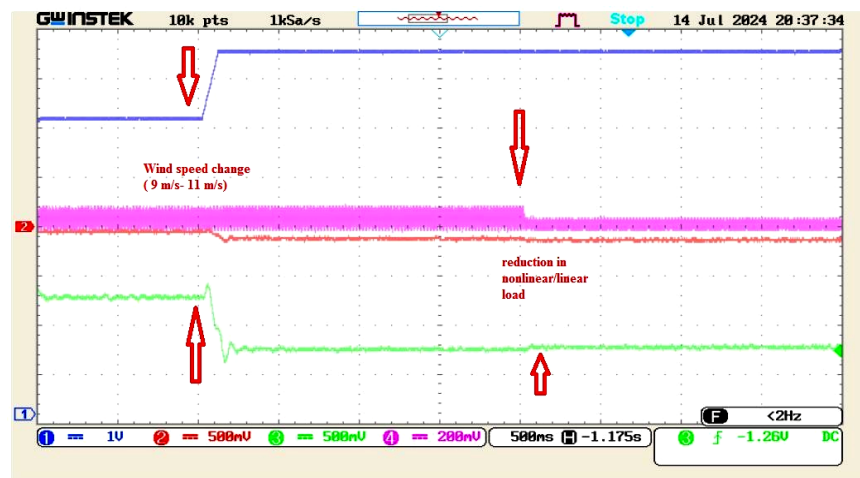 GWINSTEK 10k pts 1kSa/s Stop 14 Jul 2024 20:37:34
Wind speed change
( 9 m/s- 11 m/s)
2
reduction in
nonlinear/linear
load
1
F <2Hz
1 1V 2 500mV 3 500mV 4 200mV 500ms H -1.175s 3 -1.26V DC